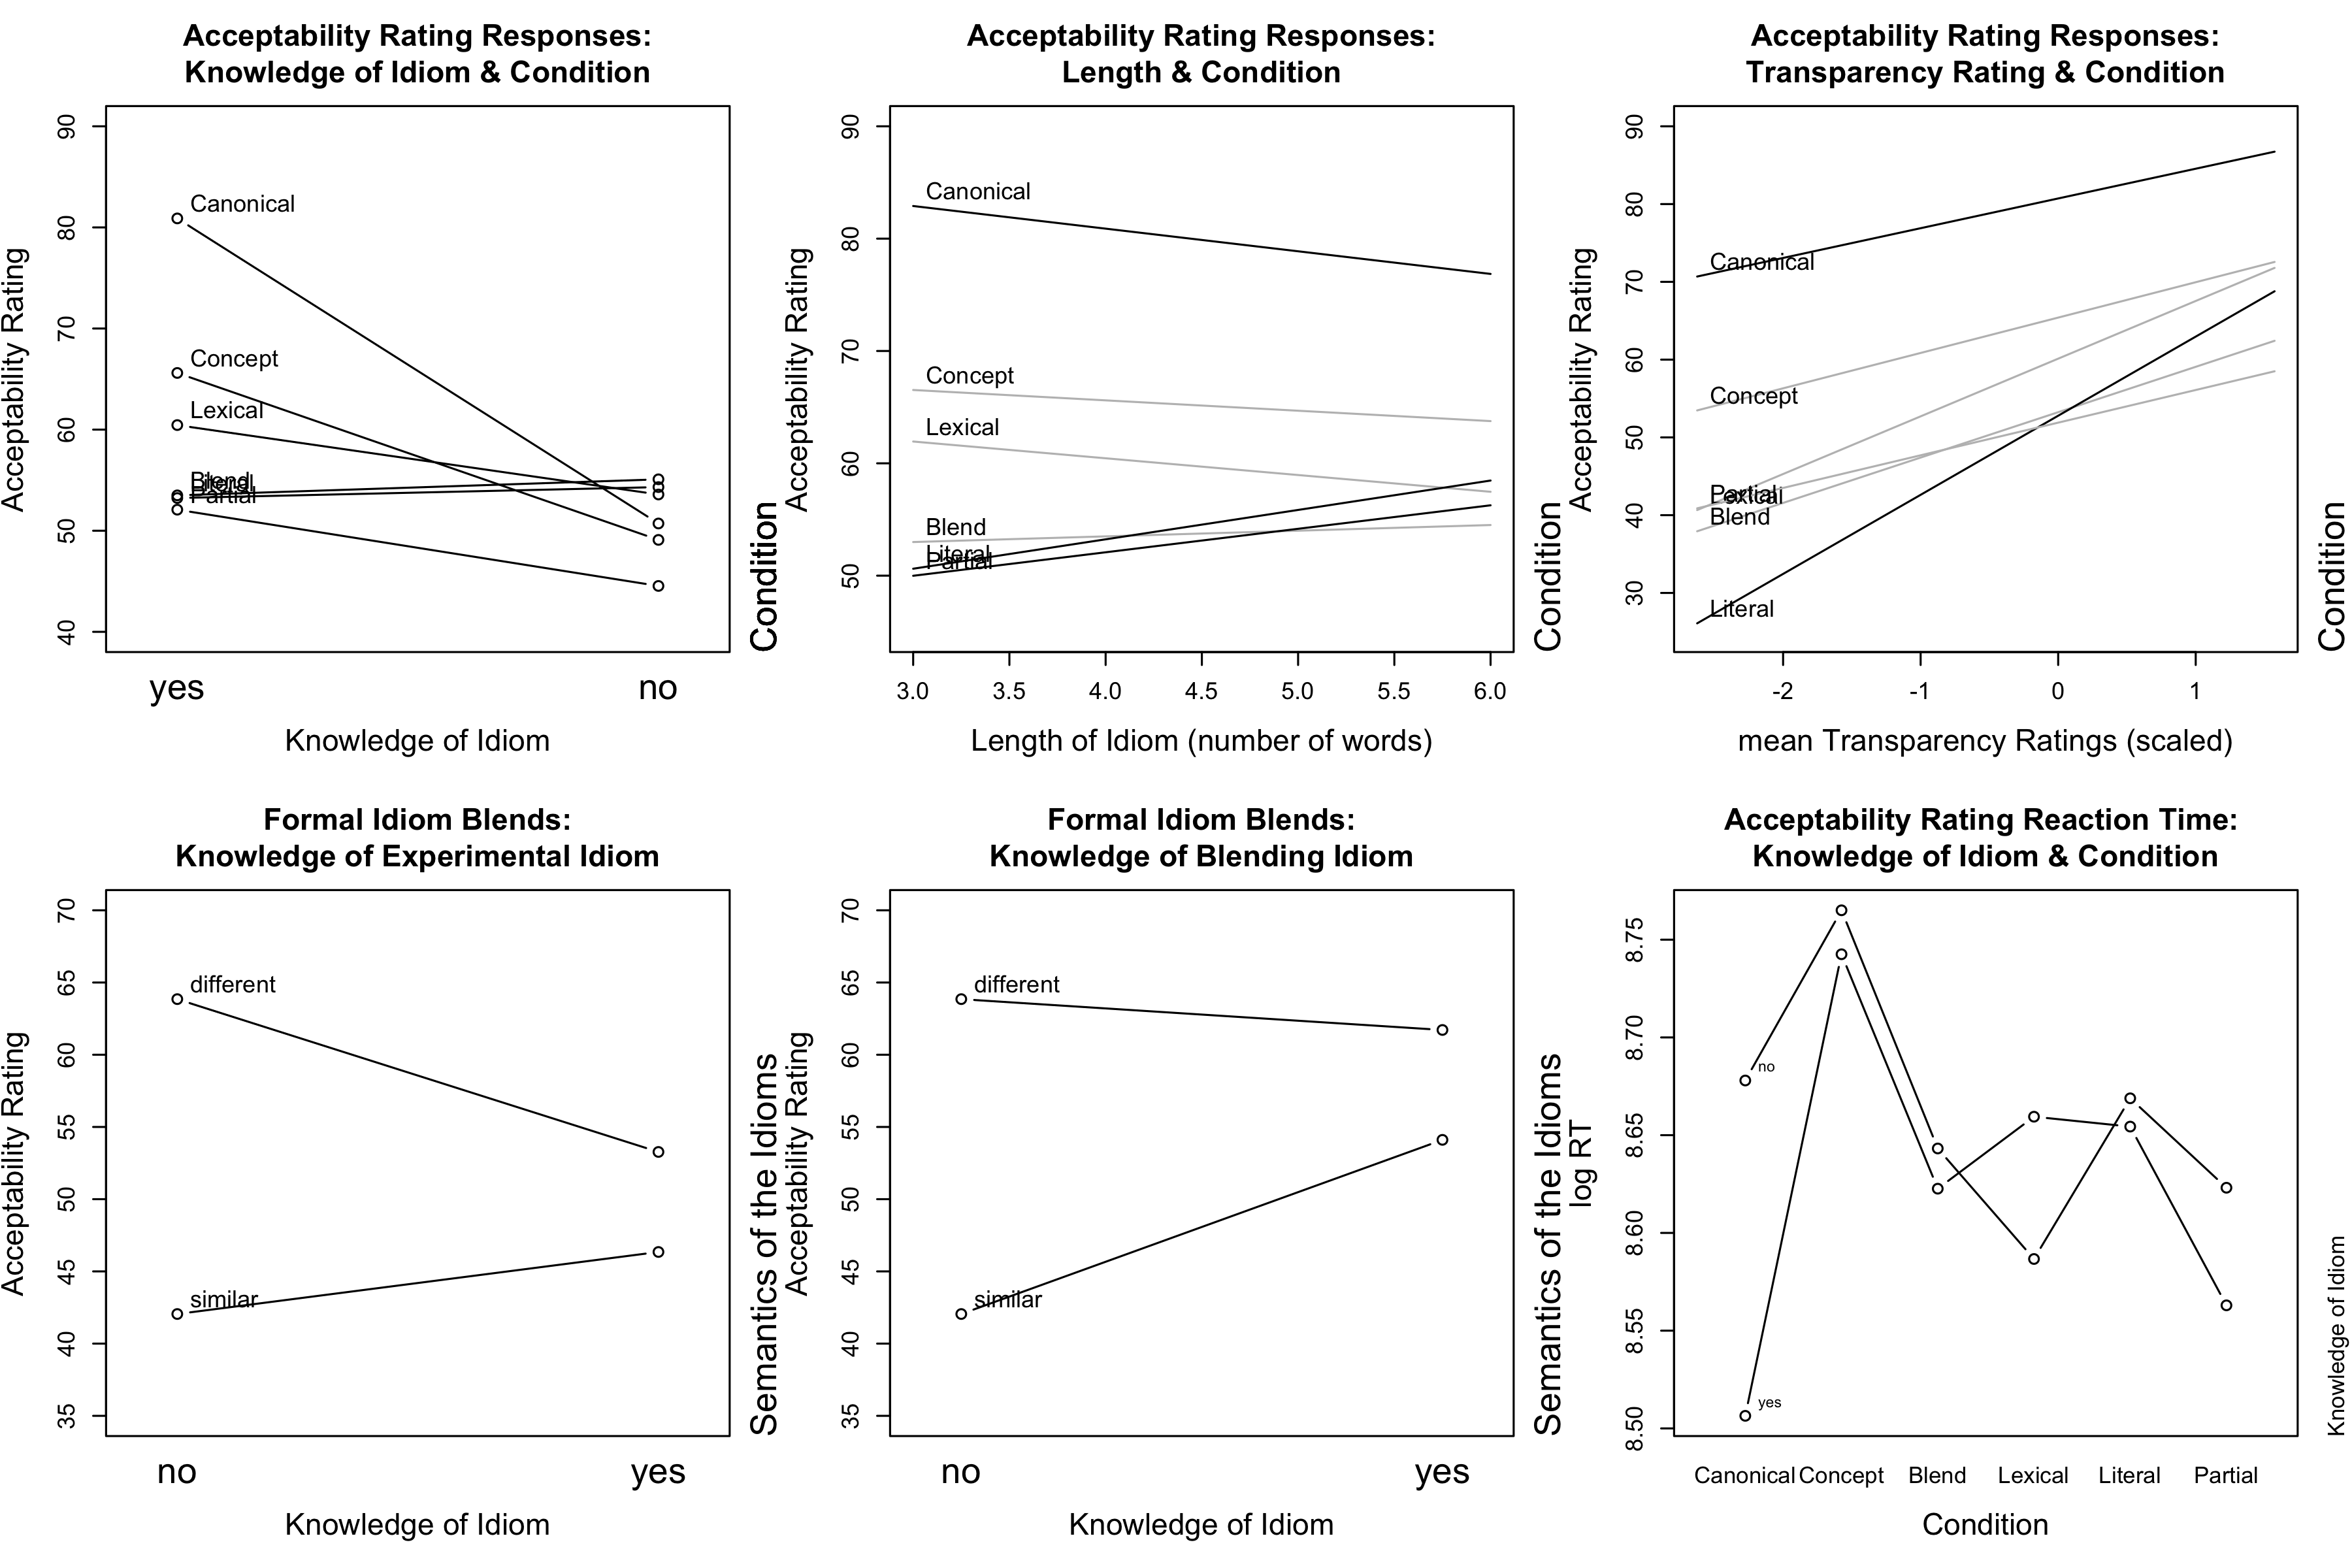 Acceptability Rating Responses:
Knowledge of Idiom & Condition
90
80
70
60
50
40
Acceptability Rating
Canonical
Concept
Lexical
Blend
Literal
Partial
yes
no
Knowledge of Idiom
Condition
Acceptability Rating Responses:
Length & Condition
90
80
70
60
50
Acceptability Rating
Canonical
Concept
Lexical
Blend
Literal
Partial
3.0 3.5 4.0 4.5 5.0 5.5 6.0
Length of Idiom (number of words)
Condition
Acceptability Rating Responses:
Transparency Rating & Condition
90
80
70
60
50
40
30
Acceptability Rating
Canonical
Concept
Partial
Lexical
Blend
Literal
-2 -1 0 1
mean Transparency Ratings (scaled)
Condition
Formal Idiom Blends:
Knowledge of Experimental Idiom
70
65
60
55
50
45
40
35
Acceptability Rating
different
similar
no
yes
Knowledge of Idiom
Semantics of the Idioms
Formal Idiom Blends:
Knowledge of Blending Idiom
70
65
60
55
50
45
40
35
Acceptability Rating
different
similar
no
yes
Knowledge of Idiom
Semantics of the Idioms
Acceptability Rating Reaction Time:
Knowledge of Idiom & Condition
8.75
8.70
8.65
8.60
8.55
8.50
log RT
no
yes
Canonical Concept Blend Lexical Literal Partial
Condition
Knowledge of Idiom